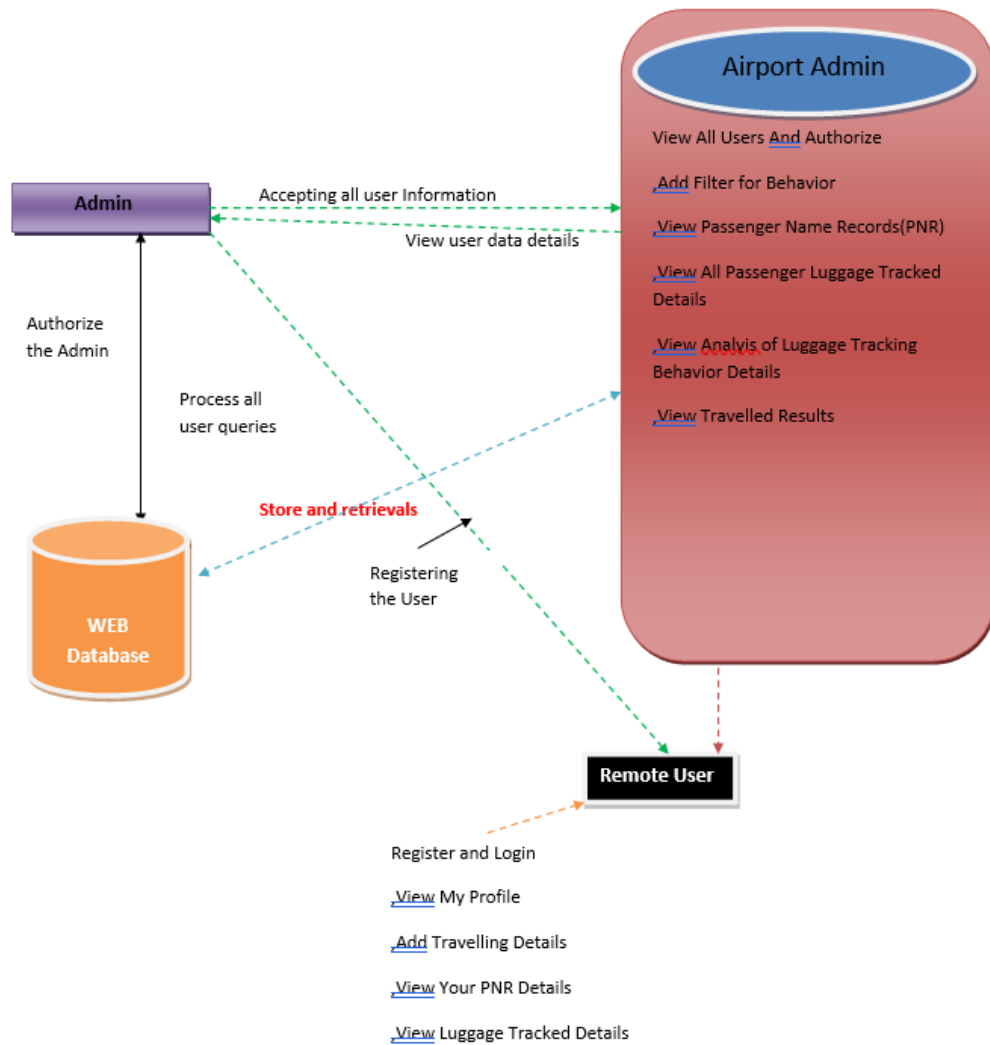 Airport Admin
View All Users And Authorize
,Add Filter for Behavior
,View Passenger Name Records(PNR)
,View All Passenger Luggage Tracked
Details
,View Analyis of Luggage Tracking
Behavior Details
,View Travelled Results
Admin
Accepting all user Information
View user data details
Authorize
the Admin
Process all
user queries
Store and retrievals
Registering
the User
WEB
Database
Remote User
Register and Login
,View My Profile
,Add Travelling Details
,View Your PNR Details
,View Luggage Tracked Details